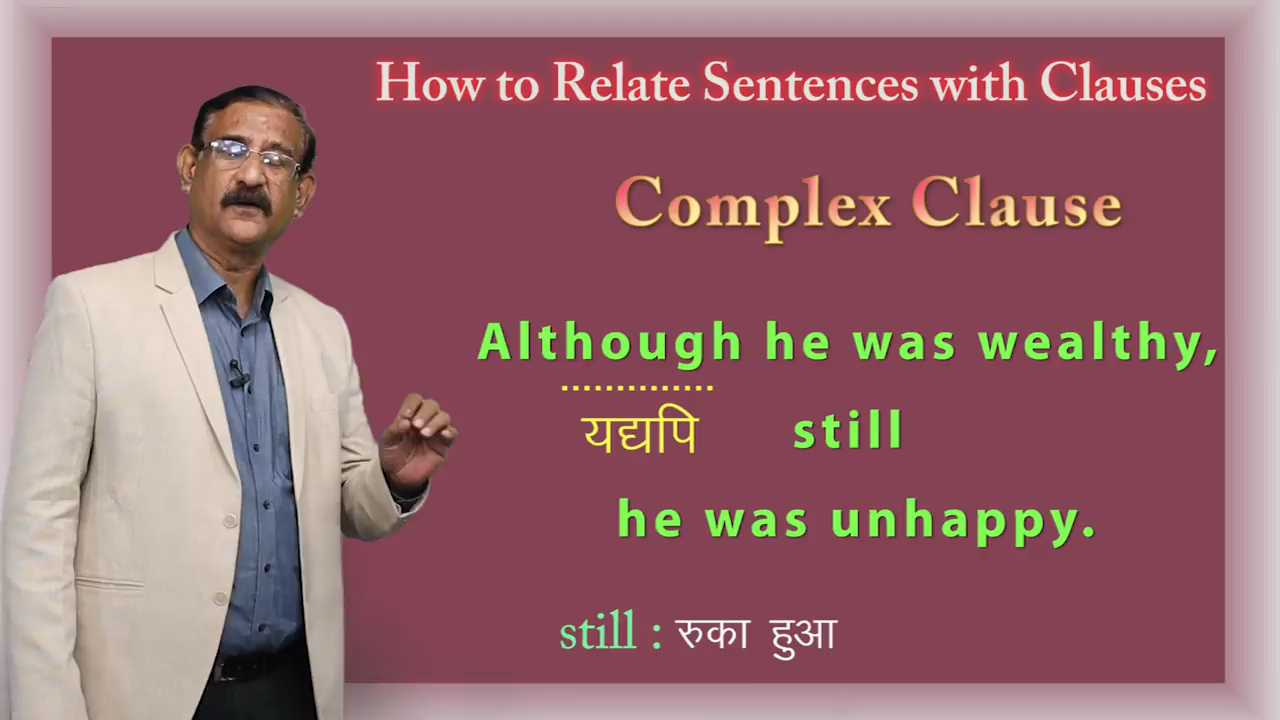 How to Relate Sentences with Clauses
Complex Clause
Although he was wealthy,
यद्यपि still
he was unhappy.
still : रुका हुआ